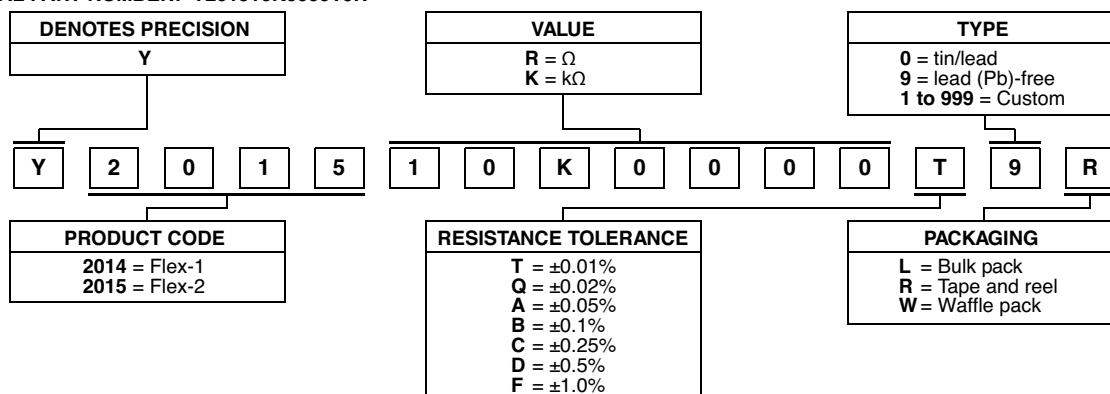 DENOTES PRECISION
Y
VALUE
R = Ω
K = kΩ
TYPE
0 = tin/lead
9 = lead (Pb)-free
1 to 999 = Custom
Y 2 0 1 5 1 0 K 0 0 0 0 T 9 R
PRODUCT CODE
2014 = Flex-1
2015 = Flex-2
RESISTANCE TOLERANCE
T = ±0.01%
Q = ±0.02%
A = ±0.05%
B = ±0.1%
C = ±0.25%
D = ±0.5%
F = ±1.0%
PACKAGING
L = Bulk pack
R = Tape and reel
W = Waffle pack